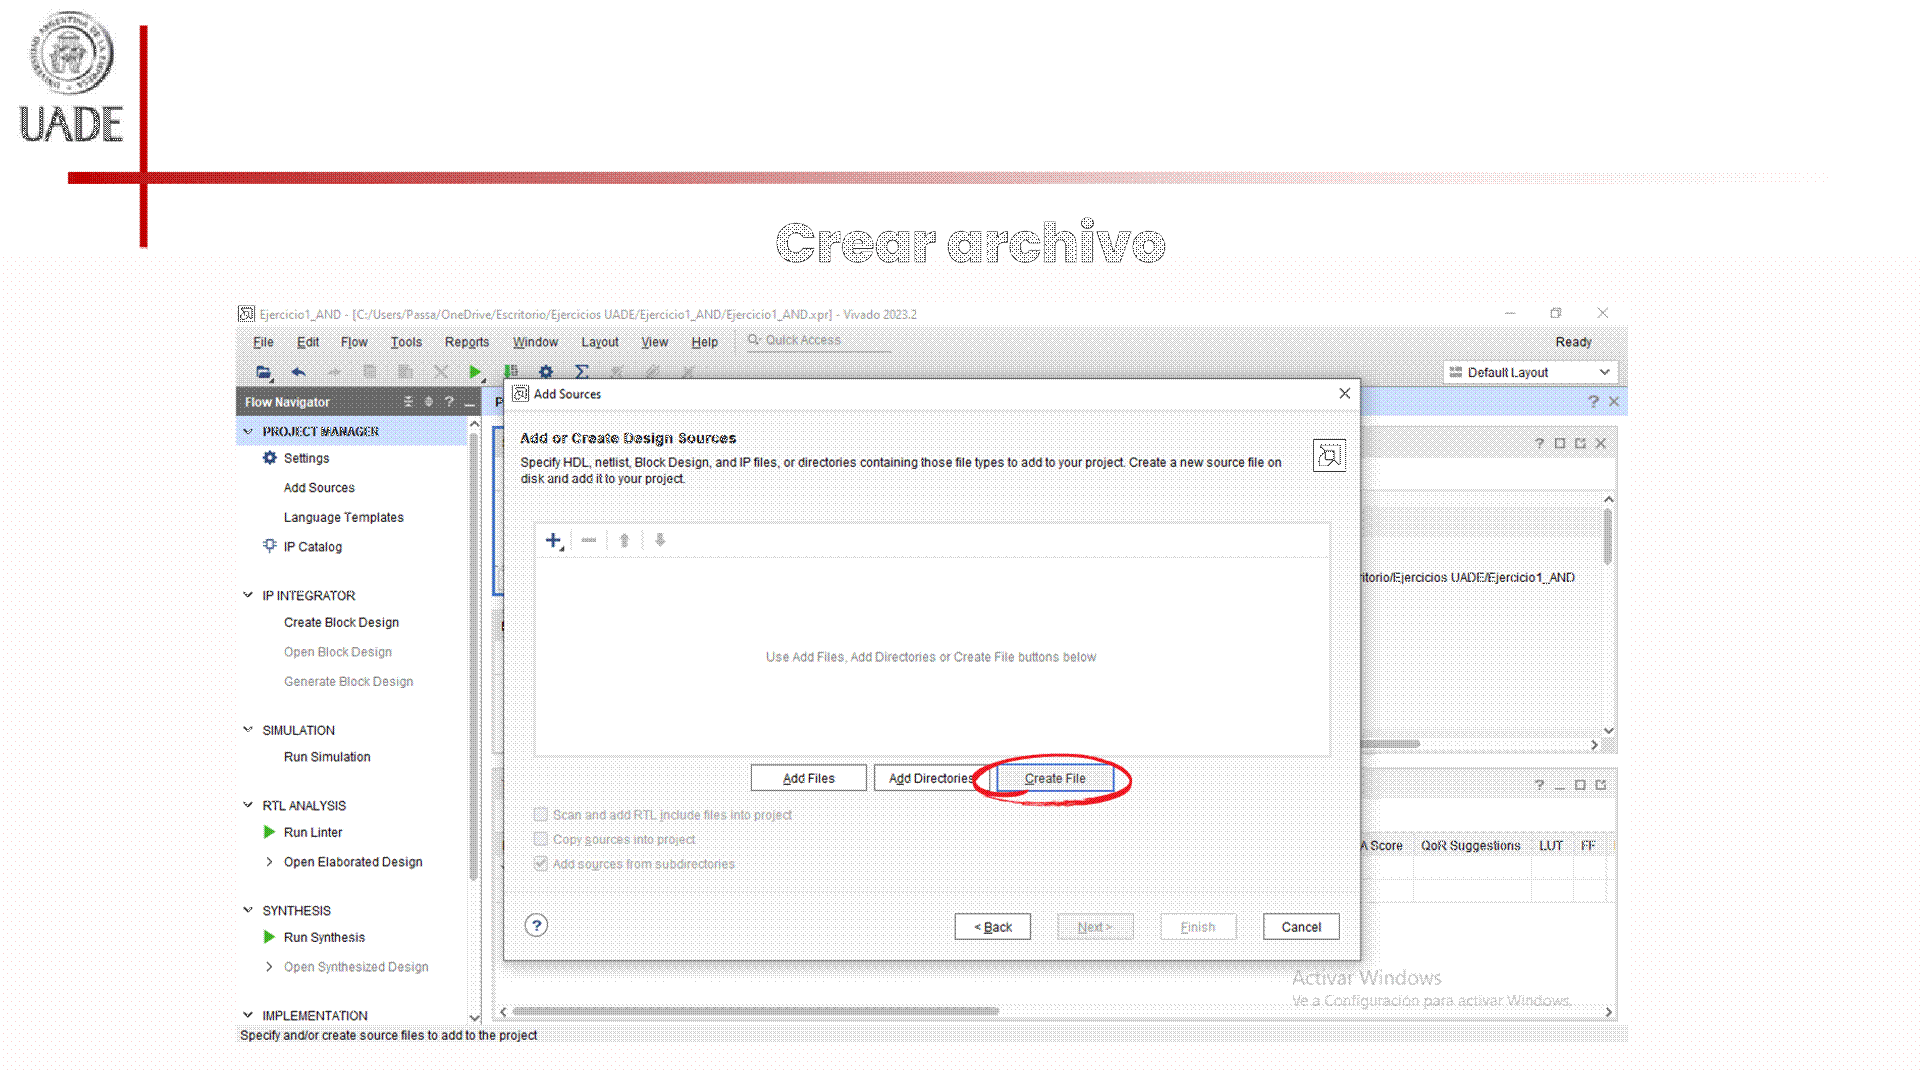 UNIVERSIDAD ARGENTINA DE LA EMPRESA
UADE
Crear archivo
Ejercicio1_AND - [C:/Users/Passa/OneDrive/Escritorio/Ejercicios UADE/Ejercicio1_AND/Ejercicio1_AND.xpr] - Vivado 2023.2
File Edit Flow Tools Reports Window Layout View Help Quick Access Ready
Default Layout
Flow Navigator
PROJECT MANAGER
Settings
Add Sources
Language Templates
IP Catalog
IP INTEGRATOR
Create Block Design
Open Block Design
Generate Block Design
SIMULATION
Run Simulation
RTL ANALYSIS
Run Linter
Open Elaborated Design
SYNTHESIS
Run Synthesis
Open Synthesized Design
IMPLEMENTATION
Specify and/or create source files to add to the project
Add Sources
Add or Create Design Sources
Specify HDL, netlist, Block Design, and IP files, or directories containing those file types to add to your project. Create a new source file on
disk and add it to your project.
Use Add Files, Add Directories or Create File buttons below
Add Files Add Directories Create File
Scan and add RTL include files into project
Copy sources into project
Add sources from subdirectories
? < Back Next > Finish Cancel
ritorio/Ejercicios UADE/Ejercicio1_AND
A Score QoR Suggestions LUT FF
Activar Windows
Ve a Configuración para activar Windows.